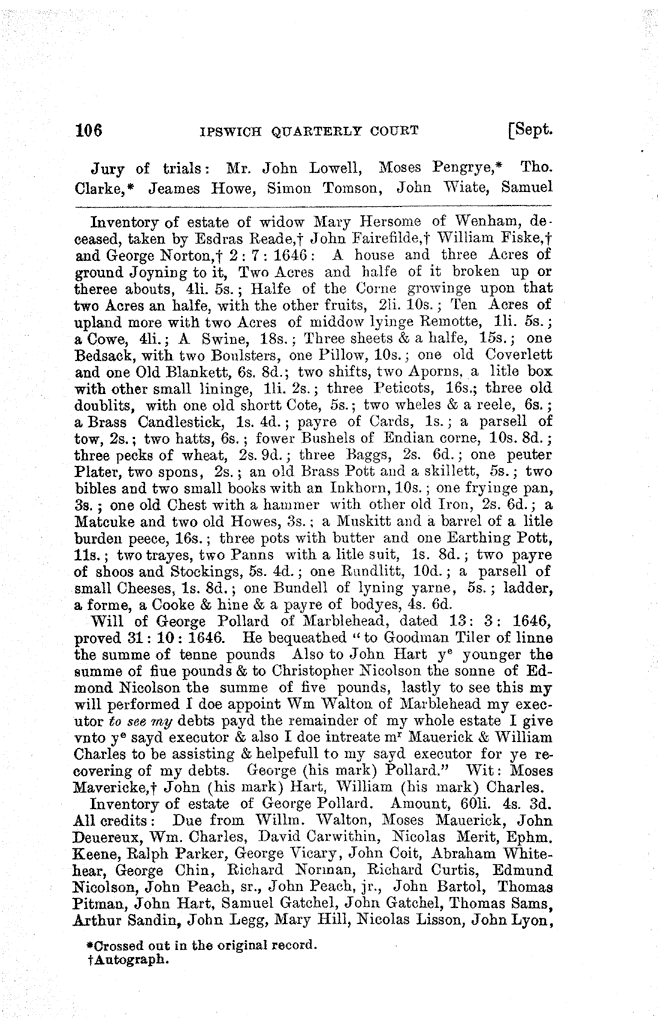 106 IPSWICH QUARTERLY COURT [Sept.
Jury of trials: Mr. John Lowell, Moses Pengrye,* Tho.
Clarke,* Jeames Howe, Simon Tomson, John Wiate, Samuel
Inventory of estate of widow Mary Hersome of Wenham, de-
ceased, taken by Esdras Reade,† John Fairefilde,† William Fiske,†
and George Norton,† 2: 7: 1646: A house and three Acres of
ground Joyning to it, Two Acres and halfe of it broken up or
theree abouts, 4li. 5s.; Halfe of the Corne growinge upon that
two Acres an halfe, with the other fruits, 2li. 10s.; Ten Acres of
upland more with two Acres of middow lyinge Remotte, 1li. 5s.;
a Cowe, 4li.; A Swine, 18s.; Three sheets & a halfe, 15s.; one
Bedsack, with two Boulsters, one Pillow, 10s.; one old Coverlett
and one Old Blankett, 6s. 8d.; two shifts, two Aporns, a litle box
with other small lininge, 1li. 2s.; three Peticots, 16s.; three old
doublits, with one old shortt Cote, 5s.; two wheles & a reele, 6s.;
a Brass Candlestick, 1s. 4d.; payre of Cards, 1s.; a parsell of
tow, 2s.; two hatts, 6s.; fower Bushels of Endian corne, 10s. 8d.;
three pecks of wheat, 2s. 9d.; three Baggs, 2s. 6d.; one peuter
Plater, two spons, 2s.; an old Brass Pott and a skillett, 5s.; two
bibles and two small books with an Inkhorn, 10s.; one fryinge pan,
3s.; one old Chest with a hammer with other old Iron, 2s. 6d.; a
Matcuke and two old Howes, 3s.; a Muskitt and a barrel of a litle
burden peece, 16s.; three pots with butter and one Earthing Pott,
11s.; two trayes, two Panns with a litle suit, 1s. 8d.; two payre
of shoos and Stockings, 5s. 4d.; one Rundlitt, 10d.; a parsell of
small Cheeses, 1s. 8d.; one Bundell of lyning yarne, 5s.; ladder,
a forme, a Cooke & hine & a payre of bodyes, 4s. 6d.
Will of George Pollard of Marblehead, dated 13: 3: 1646,
proved 31: 10: 1646. He bequeathed "to Goodman Tiler of linne
the summe of tenne pounds Also to John Hart yᵉ younger the
summe of fiue pounds & to Christopher Nicolson the sonne of Ed-
mond Nicolson the summe of five pounds, lastly to see this my
will performed I doe appoint Wm Walton of Marblehead my exec-
utor to see my debts payd the remainder of my whole estate I give
vnto yᵉ sayd executor & also I doe intreate mʳ Mauerick & William
Charles to be assisting & helpefull to my sayd executor for ye re-
covering of my debts. George (his mark) Pollard." Wit: Moses
Mavericke,† John (his mark) Hart, William (his mark) Charles.
Inventory of estate of George Pollard. Amount, 60li. 4s. 3d.
All credits: Due from Willm. Walton, Moses Mauerick, John
Deuereux, Wm. Charles, David Carwithin, Nicolas Merit, Ephm.
Keene, Ralph Parker, George Vicary, John Coit, Abraham White-
hear, George Chin, Richard Norman, Richard Curtis, Edmund
Nicolson, John Peach, sr., John Peach, jr., John Bartol, Thomas
Pitman, John Hart, Samuel Gatchel, John Gatchel, Thomas Sams,
Arthur Sandin, John Legg, Mary Hill, Nicolas Lisson, John Lyon,
*Crossed out in the original record.
†Autograph.